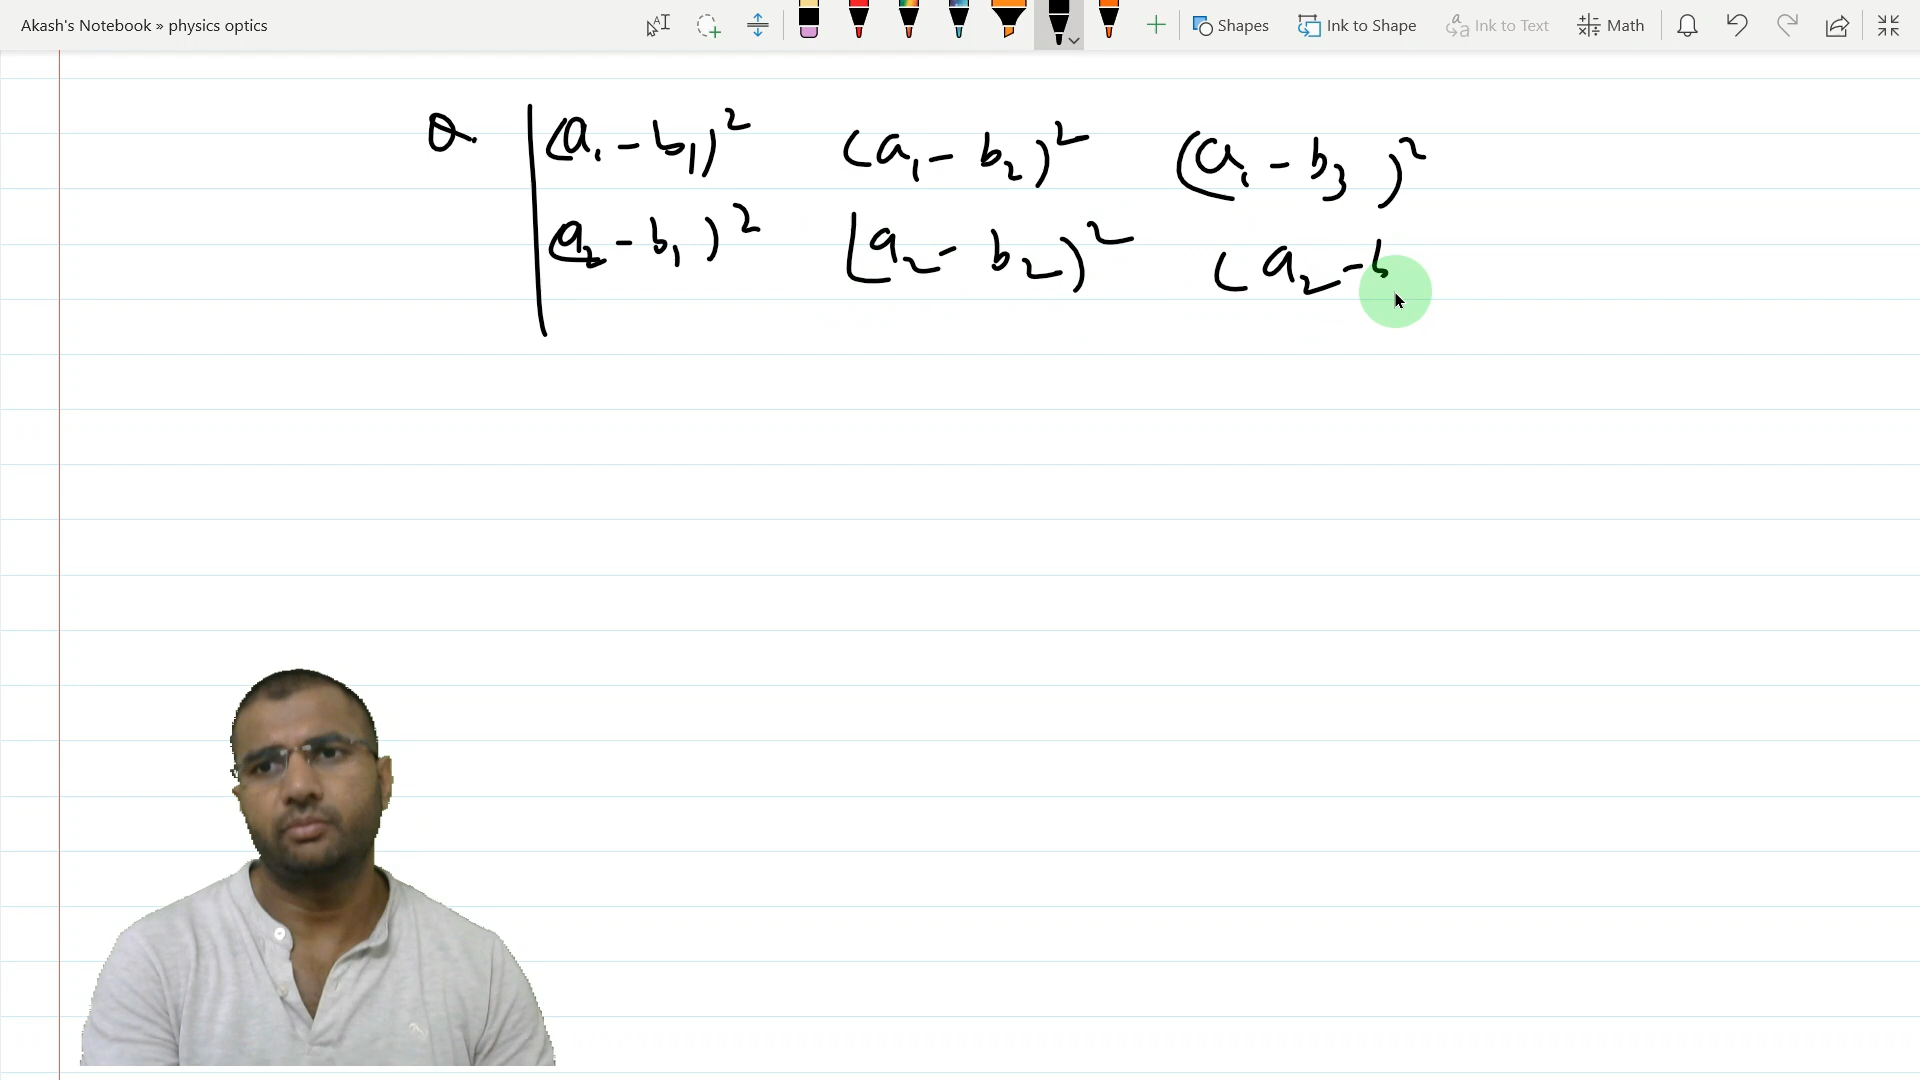 Akash's Notebook » physics optics
Shapes Ink to Shape Ink to Text Math
Q. (a₁ - b₁)² (a₁ - b₂)² (a₁ - b₃)²
(a₂ - b₁)² (a₂ - b₂)² (a₂ - b